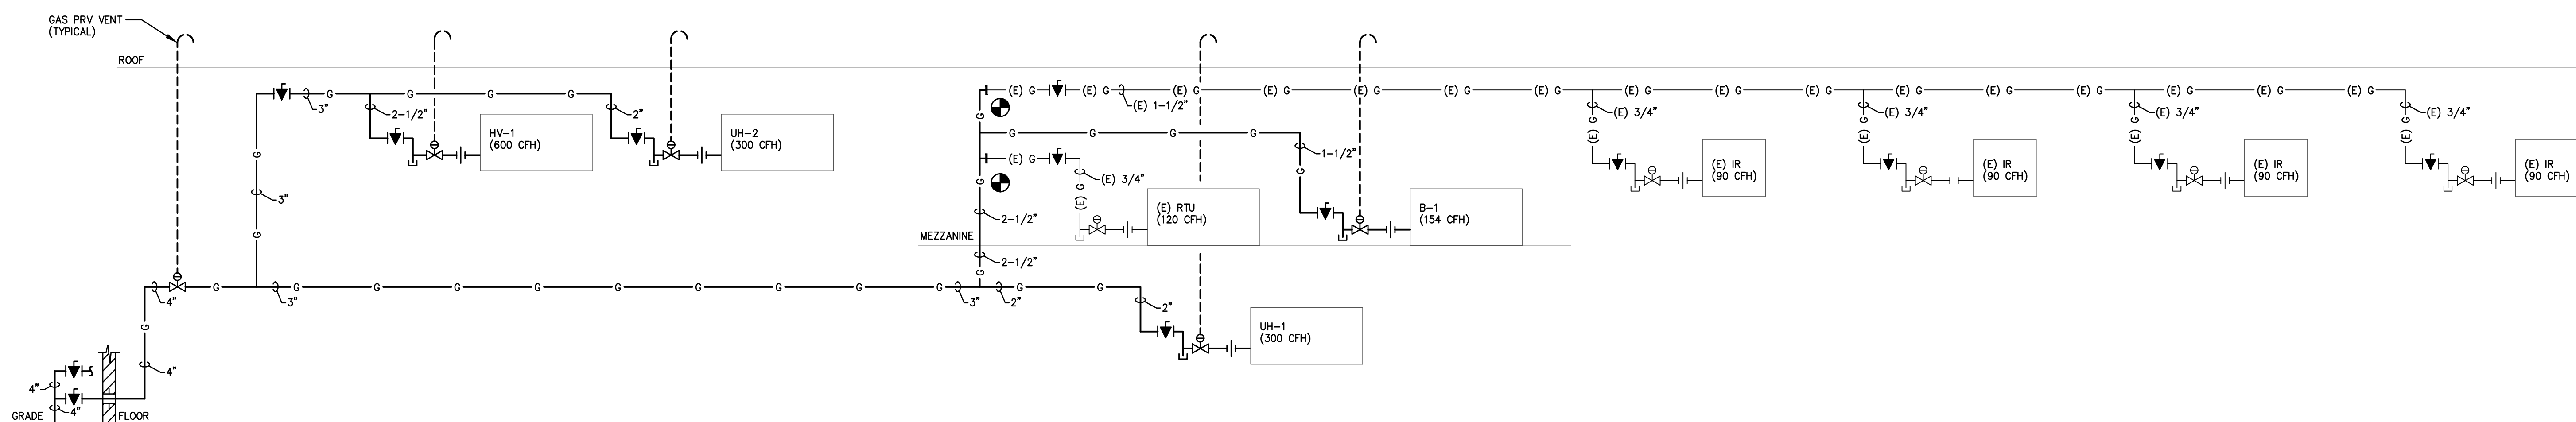 GAS PRV VENT
(TYPICAL)
ROOF
3"
G
G
G
G
2-1/2"
2"
HV-1
(600 CFH)
UH-2
(300 CFH)
G
3"
G
4"
G
3"
G
G
G
G
G
G
G
G
G
3"
2"
G
G
2"
UH-1
(300 CFH)
G
4"
4"
4"
GRADE
FLOOR
MEZZANINE
G
2-1/2"
2-1/2"
G
G
(E) G
(E) G
(E) 1-1/2"
(E) G
(E) G
(E) G
(E) G
(E) G
(E) G
(E) G
(E) G
(E) G
(E) G
(E) G
(E) G
(E) G
(E) G
G
G
G
G
1-1/2"
G
(E) G
(E) 3/4"
(E) G
(E) RTU
(120 CFH)
B-1
(154 CFH)
(E) 3/4"
(E) G
(E) IR
(90 CFH)
(E) 3/4"
(E) G
(E) IR
(90 CFH)
(E) 3/4"
(E) G
(E) IR
(90 CFH)
(E) 3/4"
(E) G
(E) IR
(90 CFH)